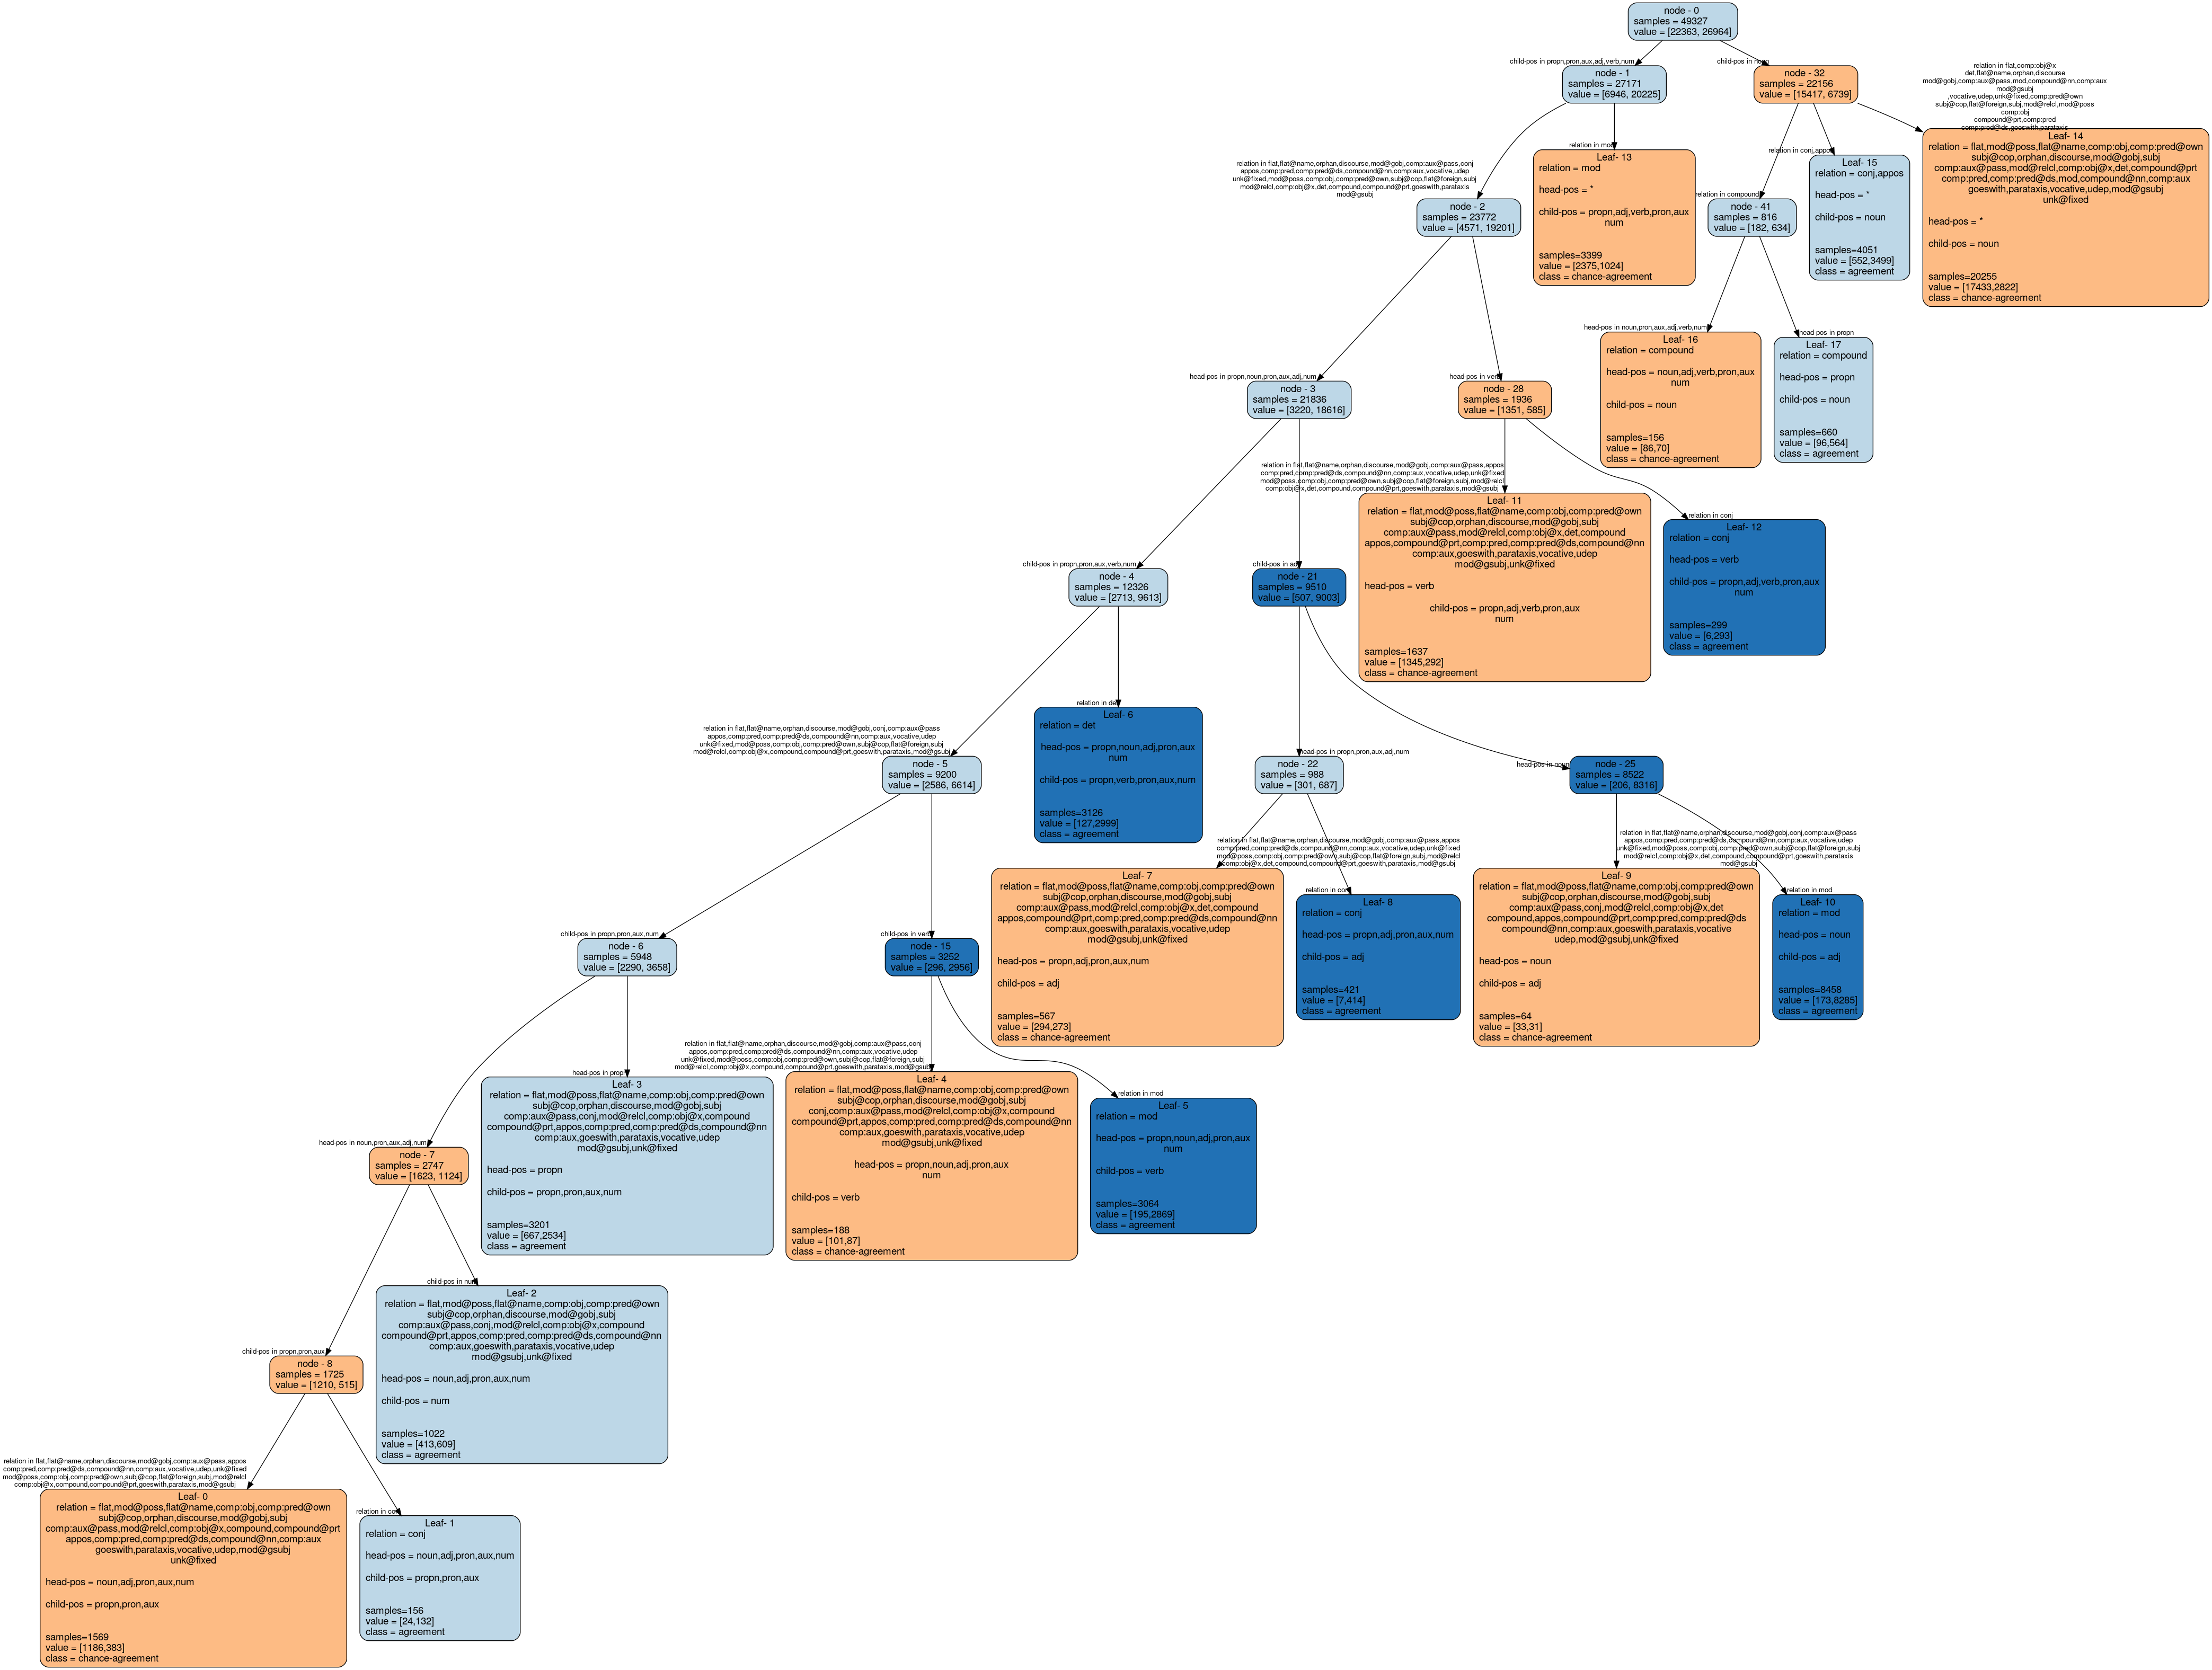 node - 0
samples = 49327
value = [22363, 26964]
child-pos in propn,pron,aux,adj,verb,num
node - 1
samples = 27171
value = [6946, 20225]
child-pos in noun
node - 32
samples = 22156
value = [15417, 6739]
relation in flat,comp:obj@x
det,flat@name,orphan,discourse
mod@gobj,comp:aux@pass,mod,compound@nn,comp:aux
mod@gsubj
,vocative,udep,unk@fixed,comp:pred@own
subj@cop,flat@foreign,subj,mod@relcl,mod@poss
comp:obj
compound@prt,comp:pred
comp:pred@ds,goeswith,parataxis
Leaf- 14
relation = flat,mod@poss,flat@name,comp:obj,comp:pred@own
subj@cop,orphan,discourse,mod@gobj,subj
comp:aux@pass,mod@relcl,comp:obj@x,det,compound@prt
comp:pred,comp:pred@ds,mod,compound@nn,comp:aux
goeswith,parataxis,vocative,udep,mod@gsubj
unk@fixed
head-pos = *
child-pos = noun
samples=20255
value = [17433,2822]
class = chance-agreement
relation in mod
Leaf- 13
relation = mod
head-pos = *
child-pos = propn,adj,verb,pron,aux
num
samples=3399
value = [2375,1024]
class = chance-agreement
relation in conj,appos
Leaf- 15
relation = conj,appos
head-pos = *
child-pos = noun
samples=4051
value = [552,3499]
class = agreement
relation in flat,flat@name,orphan,discourse,mod@gobj,comp:aux@pass,conj
appos,comp:pred,comp:pred@ds,compound@nn,comp:aux,vocative,udep
unk@fixed,mod@poss,comp:obj,comp:pred@own,subj@cop,flat@foreign,subj
mod@relcl,mod@relcl,comp:obj@x,det,compound,compound@prt,goeswith,parataxis
mod@gsubj
node - 2
samples = 23772
value = [4571, 19201]
relation in compound
node - 41
samples = 816
value = [182, 634]
head-pos in noun,pron,aux,adj,verb,num
Leaf- 16
relation = compound
head-pos = noun,adj,verb,pron,aux
num
child-pos = noun
samples=156
value = [86,70]
class = chance-agreement
head-pos in propn
Leaf- 17
relation = compound
head-pos = propn
child-pos = noun
samples=660
value = [96,564]
class = agreement
head-pos in propn,noun,pron,aux,adj,num
node - 3
samples = 21836
value = [3220, 18616]
head-pos in verb
node - 28
samples = 1936
value = [1351, 585]
relation in flat,flat@name,orphan,discourse,mod@gobj,comp:aux@pass,appos
comp:pred,comp:pred@ds,compound@nn,comp:aux,vocative,udep,unk@fixed
mod@poss,comp:obj,comp:pred@own,subj@cop,flat@foreign,subj,mod@relcl
comp:obj@x,det,compound,compound@prt,goeswith,parataxis,mod@gsubj
Leaf- 11
relation = flat,mod@poss,flat@name,comp:obj,comp:pred@own
subj@cop,orphan,discourse,mod@gobj,subj
comp:aux@pass,mod@relcl,comp:obj@x,det,compound
appos,compound@prt,comp:pred,comp:pred@ds,compound@nn
comp:aux,goeswith,parataxis,vocative,udep
mod@gsubj,unk@fixed
head-pos = verb
child-pos = propn,adj,verb,pron,aux
num
samples=1637
value = [1345,292]
class = chance-agreement
relation in conj
Leaf- 12
relation = conj
head-pos = verb
child-pos = propn,adj,verb,pron,aux
num
samples=299
value = [6,293]
class = agreement
child-pos in propn,pron,aux,verb,num
node - 4
samples = 12326
value = [2713, 9613]
child-pos in adj
node - 21
samples = 9510
value = [507, 9003]
relation in det
Leaf- 6
relation = det
head-pos = propn,noun,adj,pron,aux
num
child-pos = propn,verb,pron,aux,num
samples=3126
value = [127,2999]
class = agreement
relation in flat,flat@name,orphan,discourse,mod@gobj,conj,comp:aux@pass
appos,comp:pred,comp:pred@ds,compound@nn,comp:aux,vocative,udep
unk@fixed,mod@poss,comp:obj,comp:pred@own,subj@cop,flat@foreign,subj
mod@relcl,comp:obj@x,compound,compound@prt,goeswith,parataxis,mod@gsubj
node - 5
samples = 9200
value = [2586, 6614]
head-pos in propn,pron,aux,adj,num
node - 22
samples = 988
value = [301, 687]
head-pos in noun
node - 25
samples = 8522
value = [206, 8316]
relation in flat,flat@name,orphan,discourse,mod@gobj,comp:aux@pass,appos
comp:pred,comp:pred@ds,compound@nn,comp:aux,vocative,udep,unk@fixed
mod@poss,comp:obj,comp:pred@own,subj@cop,flat@foreign,subj,mod@relcl
comp:obj@x,det,compound,compound@prt,goeswith,parataxis,mod@gsubj
Leaf- 7
relation = flat,mod@poss,flat@name,comp:obj,comp:pred@own
subj@cop,orphan,discourse,mod@gobj,subj
comp:aux@pass,mod@relcl,comp:obj@x,det,compound
appos,compound@prt,comp:pred,comp:pred@ds,compound@nn
comp:aux,goeswith,parataxis,vocative,udep
mod@gsubj,unk@fixed
head-pos = propn,adj,pron,aux,num
child-pos = adj
samples=567
value = [294,273]
class = chance-agreement
relation in conj
Leaf- 8
relation = conj
head-pos = propn,adj,pron,aux,num
child-pos = adj
samples=421
value = [7,414]
class = agreement
relation in flat,flat@name,orphan,discourse,mod@gobj,conj,comp:aux@pass
appos,comp:pred,comp:pred@ds,compound@nn,comp:aux,vocative,udep
unk@fixed,mod@poss,comp:obj,comp:pred@own,subj@cop,flat@foreign,subj
mod@relcl,comp:obj@x,det,compound,compound@prt,goeswith,parataxis
mod@gsubj
Leaf- 9
relation = flat,mod@poss,flat@name,comp:obj,comp:pred@own
subj@cop,orphan,discourse,mod@gobj,subj
comp:aux@pass,conj,mod@relcl,comp:obj@x,det
compound,appos,compound@prt,comp:pred,comp:pred@ds
compound@nn,comp:aux,goeswith,parataxis,vocative
udep,mod@gsubj,unk@fixed
head-pos = noun
child-pos = adj
samples=64
value = [33,31]
class = chance-agreement
relation in mod
Leaf- 10
relation = mod
head-pos = noun
child-pos = adj
samples=8458
value = [173,8285]
class = agreement
child-pos in propn,pron,aux,num
node - 6
samples = 5948
value = [2290, 3658]
child-pos in verb
node - 15
samples = 3252
value = [296, 2956]
head-pos in propn
Leaf- 3
relation = flat,mod@poss,flat@name,comp:obj,comp:pred@own
subj@cop,orphan,discourse,mod@gobj,subj
comp:aux@pass,conj,mod@relcl,comp:obj@x,compound
compound@prt,appos,comp:pred,comp:pred@ds,compound@nn
comp:aux,goeswith,parataxis,vocative,udep
mod@gsubj,unk@fixed
head-pos = propn
child-pos = propn,pron,aux,num
samples=3201
value = [667,2534]
class = agreement
relation in flat,flat@name,orphan,discourse,mod@gobj,comp:aux@pass,conj
appos,comp:pred,comp:pred@ds,compound@nn,comp:aux,vocative,udep
unk@fixed,mod@poss,comp:obj,comp:pred@own,subj@cop,flat@foreign,subj
mod@relcl,comp:obj@x,compound,compound@prt,goeswith,parataxis,mod@gsubj
Leaf- 4
relation = flat,mod@poss,flat@name,comp:obj,comp:pred@own
subj@cop,orphan,discourse,mod@gobj,subj
conj,comp:aux@pass,mod@relcl,comp:obj@x,compound
compound@prt,appos,comp:pred,comp:pred@ds,compound@nn
comp:aux,goeswith,parataxis,vocative,udep
mod@gsubj,unk@fixed
head-pos = propn,noun,adj,pron,aux
num
child-pos = verb
samples=188
value = [101,87]
class = chance-agreement
relation in mod
Leaf- 5
relation = mod
head-pos = propn,noun,adj,pron,aux
num
child-pos = verb
samples=3064
value = [195,2869]
class = agreement
head-pos in noun,pron,aux,adj,num
node - 7
samples = 2747
value = [1623, 1124]
child-pos in num
Leaf- 2
relation = flat,mod@poss,flat@name,comp:obj,comp:pred@own
subj@cop,orphan,discourse,mod@gobj,subj
comp:aux@pass,conj,mod@relcl,comp:obj@x,compound
compound@prt,appos,comp:pred,comp:pred@ds,compound@nn
comp:aux,goeswith,parataxis,vocative,udep
mod@gsubj,unk@fixed
head-pos = noun,adj,pron,aux,num
child-pos = num
samples=1022
value = [413,609]
class = agreement
child-pos in propn,pron,aux
node - 8
samples = 1725
value = [1210, 515]
relation in flat,flat@name,orphan,discourse,mod@gobj,comp:aux@pass,appos
comp:pred,comp:pred@ds,compound@nn,comp:aux,vocative,udep,unk@fixed
mod@poss,comp:obj,comp:pred@own,subj@cop,flat@foreign,subj,mod@relcl
comp:obj@x,compound,compound@prt,goeswith,parataxis,mod@gsubj
Leaf- 0
relation = flat,mod@poss,flat@name,comp:obj,comp:pred@own
subj@cop,orphan,discourse,mod@gobj,subj
comp:aux@pass,mod@relcl,comp:obj@x,compound,compound@prt
appos,comp:pred,comp:pred@ds,compound@nn,comp:aux
goeswith,parataxis,vocative,udep,mod@gsubj
unk@fixed
head-pos = noun,adj,pron,aux,num
child-pos = propn,pron,aux
samples=1569
value = [1186,383]
class = chance-agreement
relation in conj
Leaf- 1
relation = conj
head-pos = noun,adj,pron,aux,num
child-pos = propn,pron,aux
samples=156
value = [24,132]
class = agreement